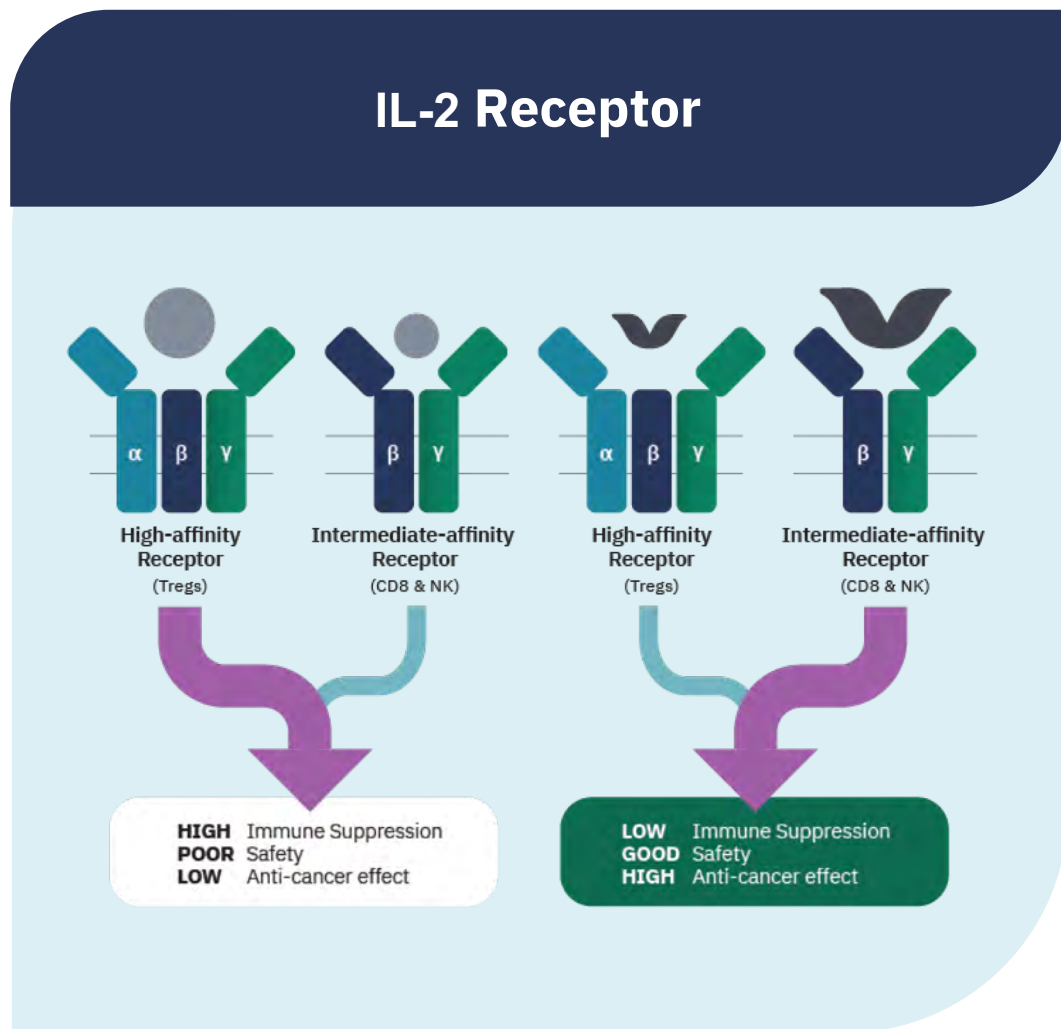 IL-2 Receptor
α β γ
High-affinity
Receptor
(Tregs)
β γ
Intermediate-affinity
Receptor
(CD8 & NK)
α β γ
High-affinity
Receptor
(Tregs)
β γ
Intermediate-affinity
Receptor
(CD8 & NK)
HIGH Immune Suppression
POOR Safety
LOW Anti-cancer effect
LOW Immune Suppression
GOOD Safety
HIGH Anti-cancer effect